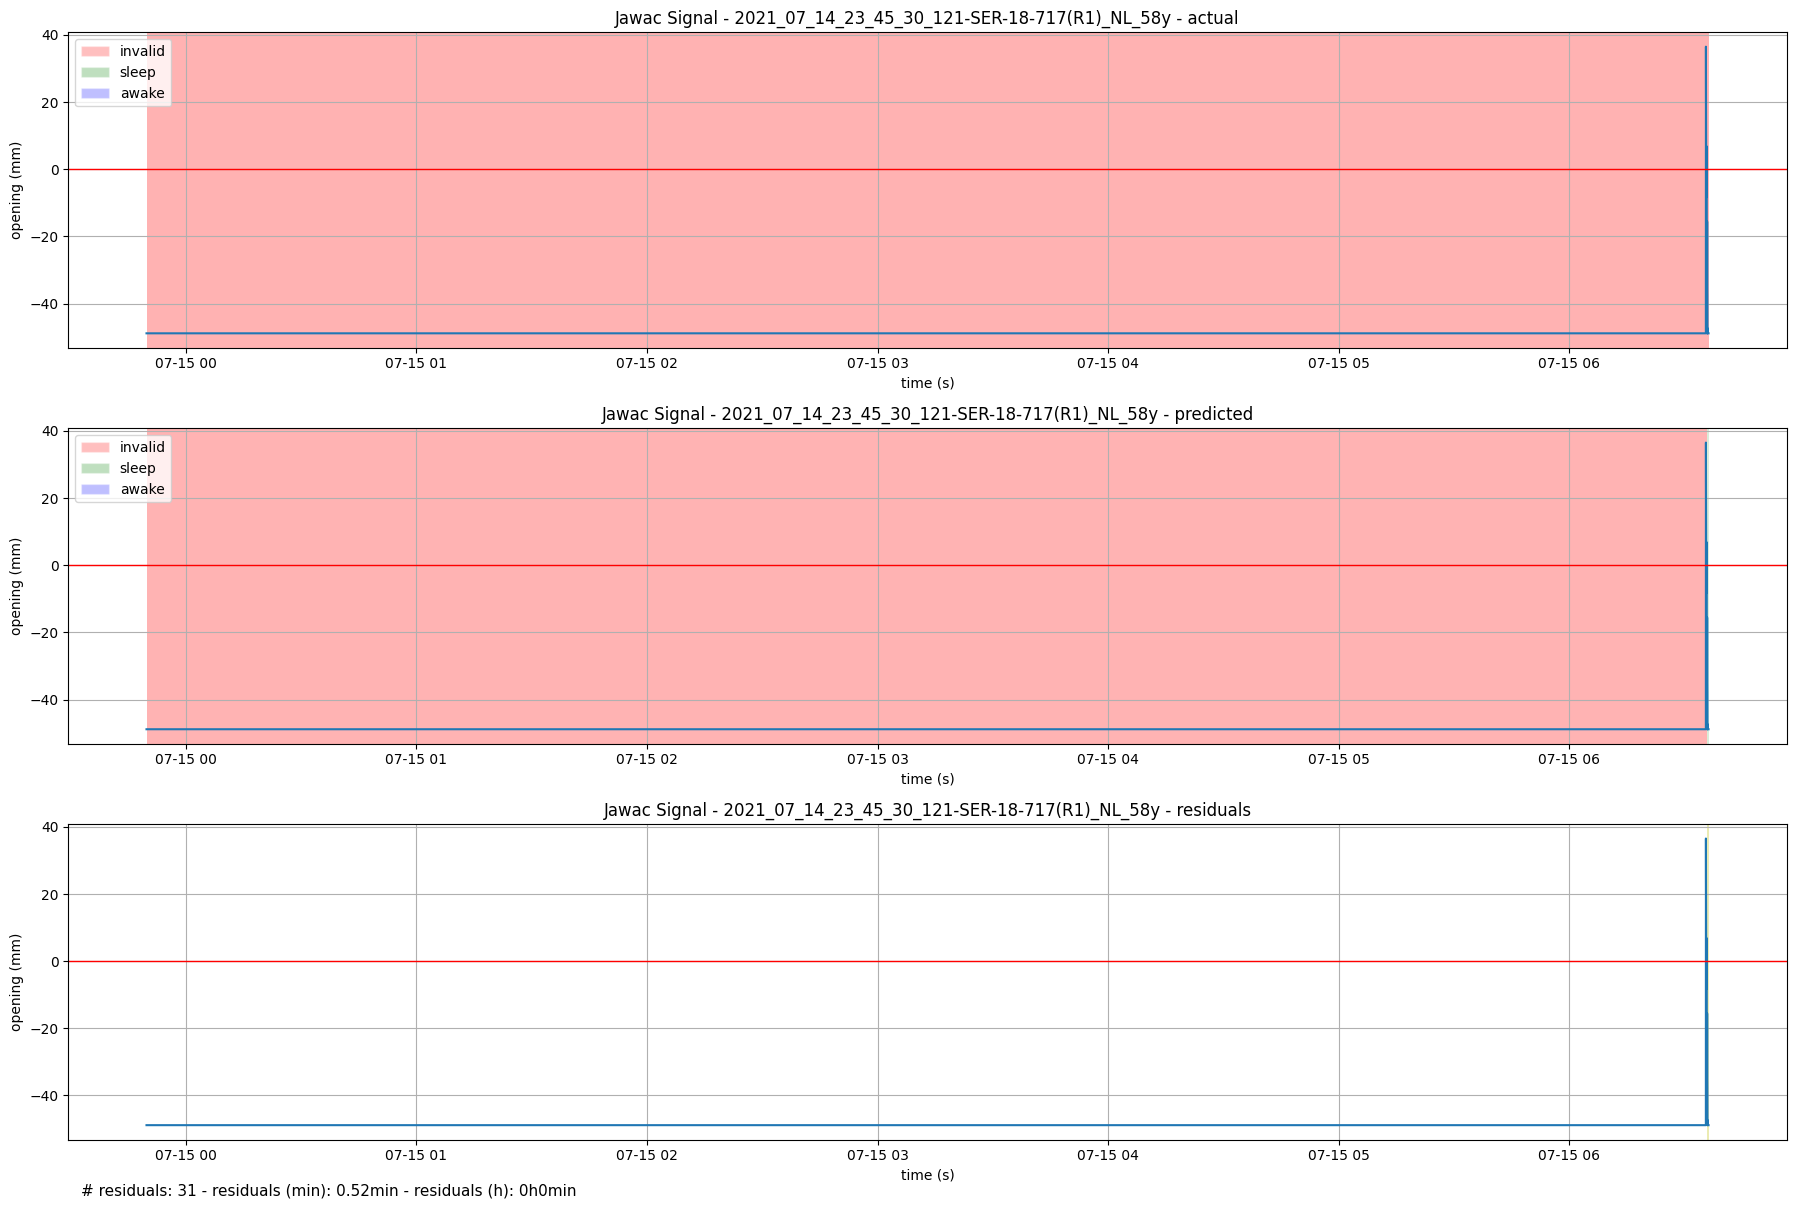 Jawac Signal - 2021_07_14_23_45_30_121-SER-18-717(R1)_NL_58y - actual
40
20
0
−20
−40
opening (mm)
invalid
sleep
awake
07-15 00 07-15 01 07-15 02 07-15 03 07-15 04 07-15 05 07-15 06
time (s)
Jawac Signal - 2021_07_14_23_45_30_121-SER-18-717(R1)_NL_58y - predicted
40
20
0
−20
−40
opening (mm)
invalid
sleep
awake
07-15 00 07-15 01 07-15 02 07-15 03 07-15 04 07-15 05 07-15 06
time (s)
Jawac Signal - 2021_07_14_23_45_30_121-SER-18-717(R1)_NL_58y - residuals
40
20
0
−20
−40
opening (mm)
07-15 00 07-15 01 07-15 02 07-15 03 07-15 04 07-15 05 07-15 06
time (s)
# residuals: 31 - residuals (min): 0.52min - residuals (h): 0h0min